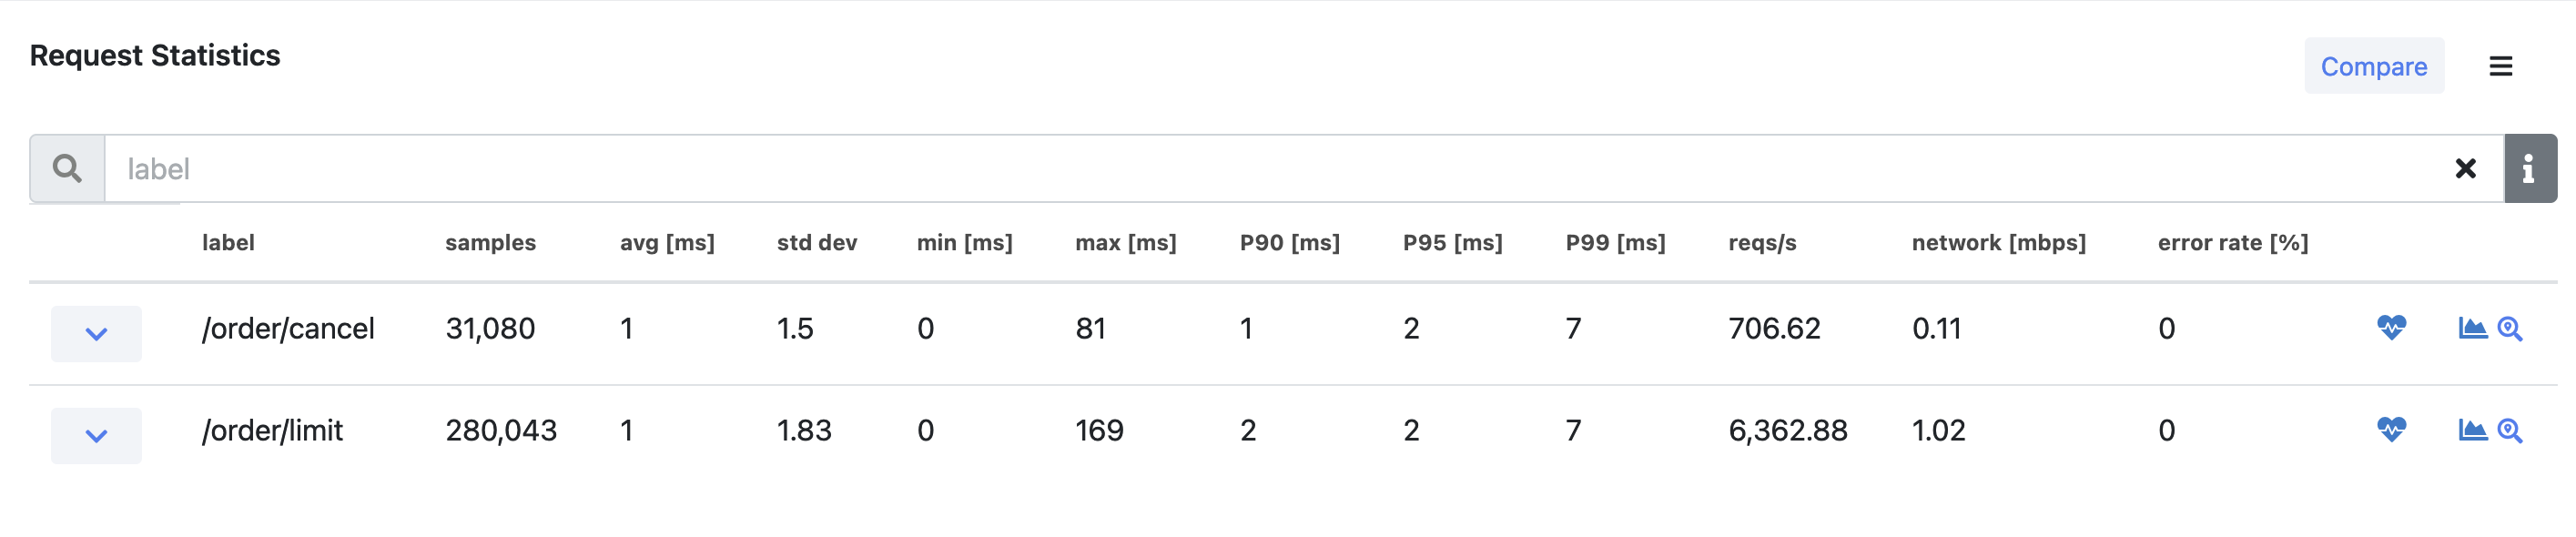 Request Statistics
Compare
label
label samples avg [ms] std dev min [ms] max [ms] P90 [ms] P95 [ms] P99 [ms] reqs/s network [mbps] error rate [%]
/order/cancel 31,080 1 1.5 0 81 1 2 7 706.62 0.11 0
/order/limit 280,043 1 1.83 0 169 2 2 7 6,362.88 1.02 0